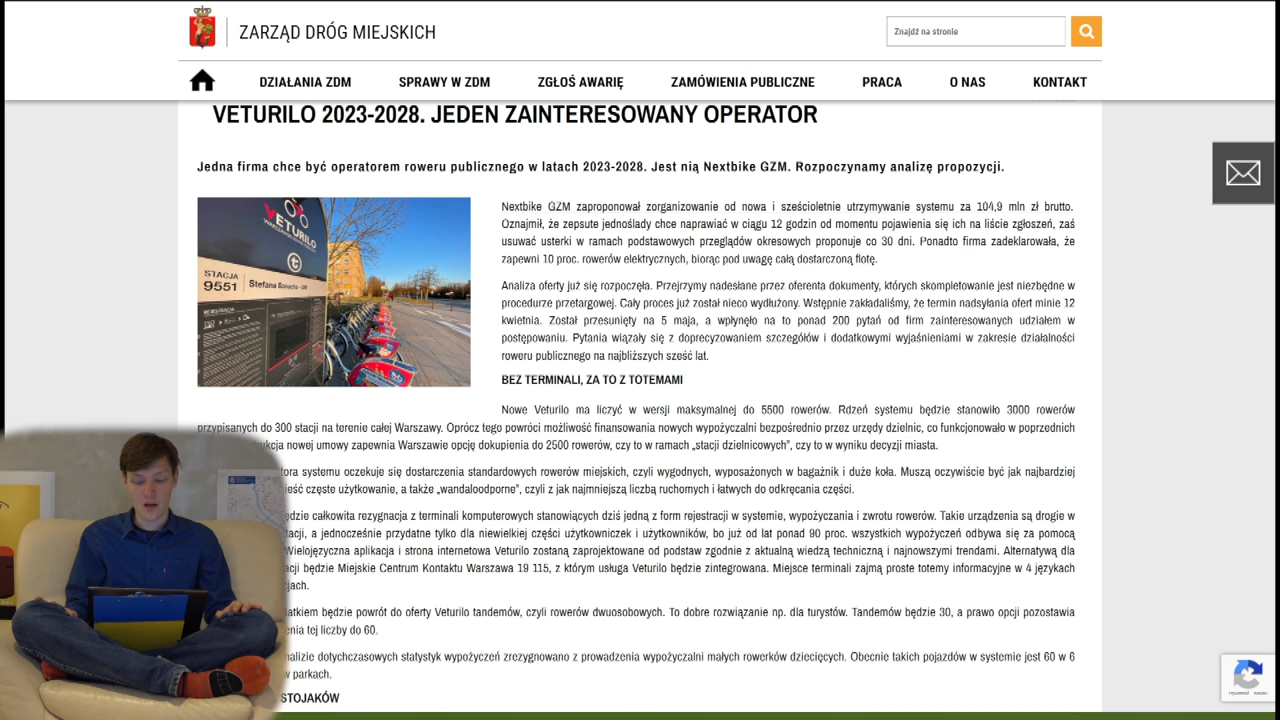 ZARZĄD DRÓG MIEJSKICH
Znajdź na stronie
DZIAŁANIA ZDM SPRAWY W ZDM ZGŁOŚ AWARIĘ ZAMÓWIENIA PUBLICZNE PRACA O NAS KONTAKT
VETURILO 2023-2028. JEDEN ZAINTERESOWANY OPERATOR
Jedna firma chce być operatorem roweru publicznego w latach 2023-2028. Jest nią Nextbike GZM. Rozpoczynamy analizę propozycji.
VETURILO
STACJA
9551
Stefana Banacha - UW
Nextbike GZM zaproponował zorganizowanie od nowa i sześcioletnie utrzymywanie systemu za 104,9 mln zł brutto.
Oznajmił, że zepsute jednoślady chce naprawiać w ciągu 12 godzin od momentu pojawienia się ich na liście zgłoszeń, zaś
usuwać usterki w ramach podstawowych przeglądów okresowych proponuje co 30 dni. Ponadto firma zadeklarowała, że
zapewni 10 proc. rowerów elektrycznych, biorąc pod uwagę całą dostarczoną flotę.
Analiza oferty już się rozpoczęła. Przejrzymy nadesłane przez oferenta dokumenty, których skompletowanie jest niezbędne w
procedurze przetargowej. Cały proces już został nieco wydłużony. Wstępnie zakładaliśmy, że termin nadsyłania ofert minie 12
kwietnia. Został przesunięty na 5 maja, a wpłynęło na to ponad 200 pytań od firm zainteresowanych udziałem w
postępowaniu. Pytania wiązały się z doprecyzowaniem szczegółów i dodatkowymi wyjaśnieniami w zakresie działalności
roweru publicznego na najbliższych sześć lat.
BEZ TERMINALI, ZA TO Z TOTEMAMI
Nowe Veturilo ma liczyć w wersji maksymalnej do 5500 rowerów. Rdzeń systemu będzie stanowiło 3000 rowerów
przypisanych do 300 stacji na terenie całej Warszawy. Oprócz tego powróci możliwość finansowania nowych wypożyczalni bezpośrednio przez urzędy dzielnic, co funkcjonowało w poprzednich
ukcja nowej umowy zapewnia Warszawie opcję dokupienia do 2500 rowerów, czy to w ramach „stacji dzielnicowych”, czy to w wyniku decyzji miasta.
tora systemu oczekuje się dostarczenia standardowych rowerów miejskich, czyli wygodnych, wyposażonych w bagażnik i duże koła. Muszą oczywiście być jak najbardziej
ieść częste użytkowanie, a także „wandaloodporne”, czyli z jak najmniejszą liczbą ruchomych i łatwych do odkręcania części.
dzie całkowita rezygnacja z terminali komputerowych stanowiących dziś jedną z form rejestracji w systemie, wypożyczania i zwrotu rowerów. Takie urządzenia są drogie w
tacji, a jednocześnie przydatne tylko dla niewielkiej części użytkowniczek i użytkowników, bo już od lat ponad 90 proc. wszystkich wypożyczeń odbywa się za pomocą
Wielojęzyczna aplikacja i strona internetowa Veturilo zostaną zaprojektowane od podstaw zgodnie z aktualną wiedzą techniczną i najnowszymi trendami. Alternatywą dla
acji będzie Miejskie Centrum Kontaktu Warszawa 19 115, z którym usługa Veturilo będzie zintegrowana. Miejsce terminali zajmą proste totemy informacyjne w 4 językach
cjach.
atkiem będzie powrót do oferty Veturilo tandemów, czyli rowerów dwuosobowych. To dobre rozwiązanie np. dla turystów. Tandemów będzie 30, a prawo opcji pozostawia
enia tej liczby do 60.
nalizie dotychczasowych statystyk wypożyczeń zrezygnowano z prowadzenia wypożyczalni małych rowerków dziecięcych. Obecnie takich pojazdów w systemie jest 60 w 6
w parkach.
STOJAKÓW